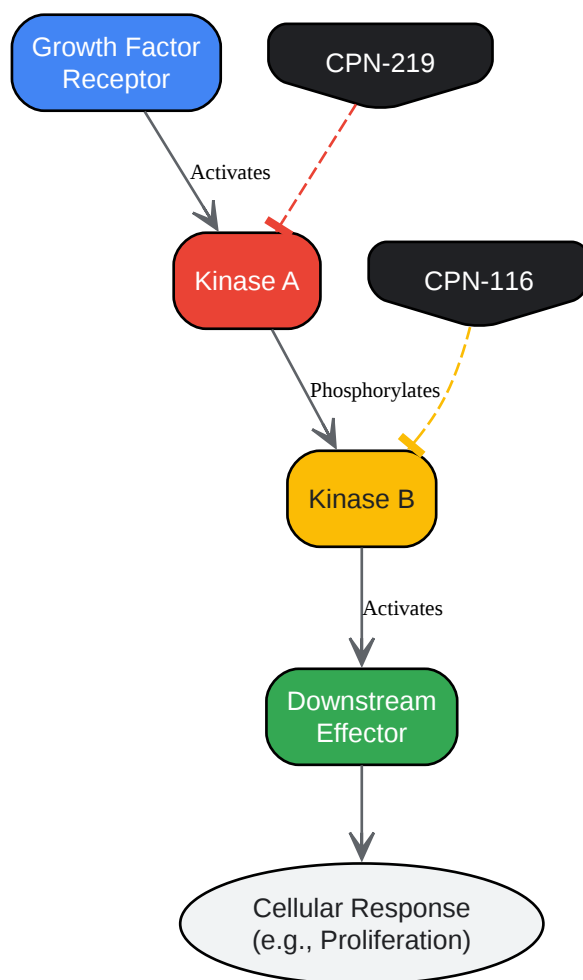 Growth Factor
Receptor
CPN-219
Activates
Kinase A
CPN-116
Phosphorylates
Kinase B
Activates
Downstream
Effector
Cellular Response
(e.g., Proliferation)